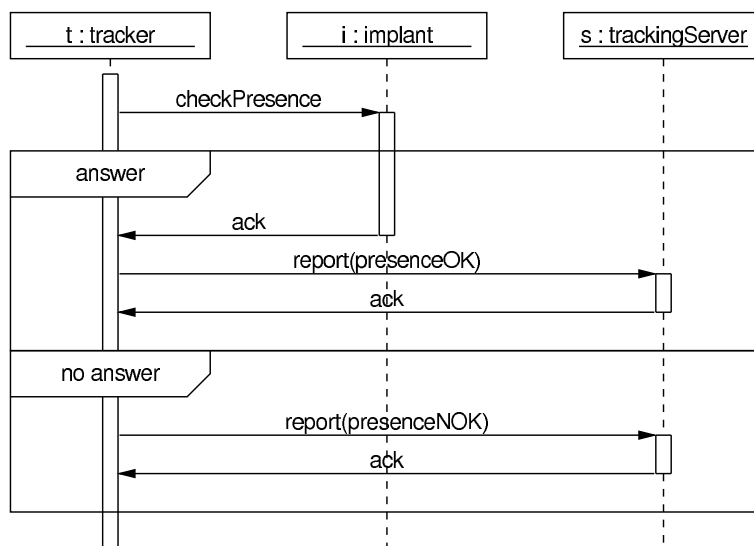 t : tracker
i : implant
s : trackingServer
checkPresence
answer
ack
report(presenceOK)
ack
no answer
report(presenceNOK)
ack